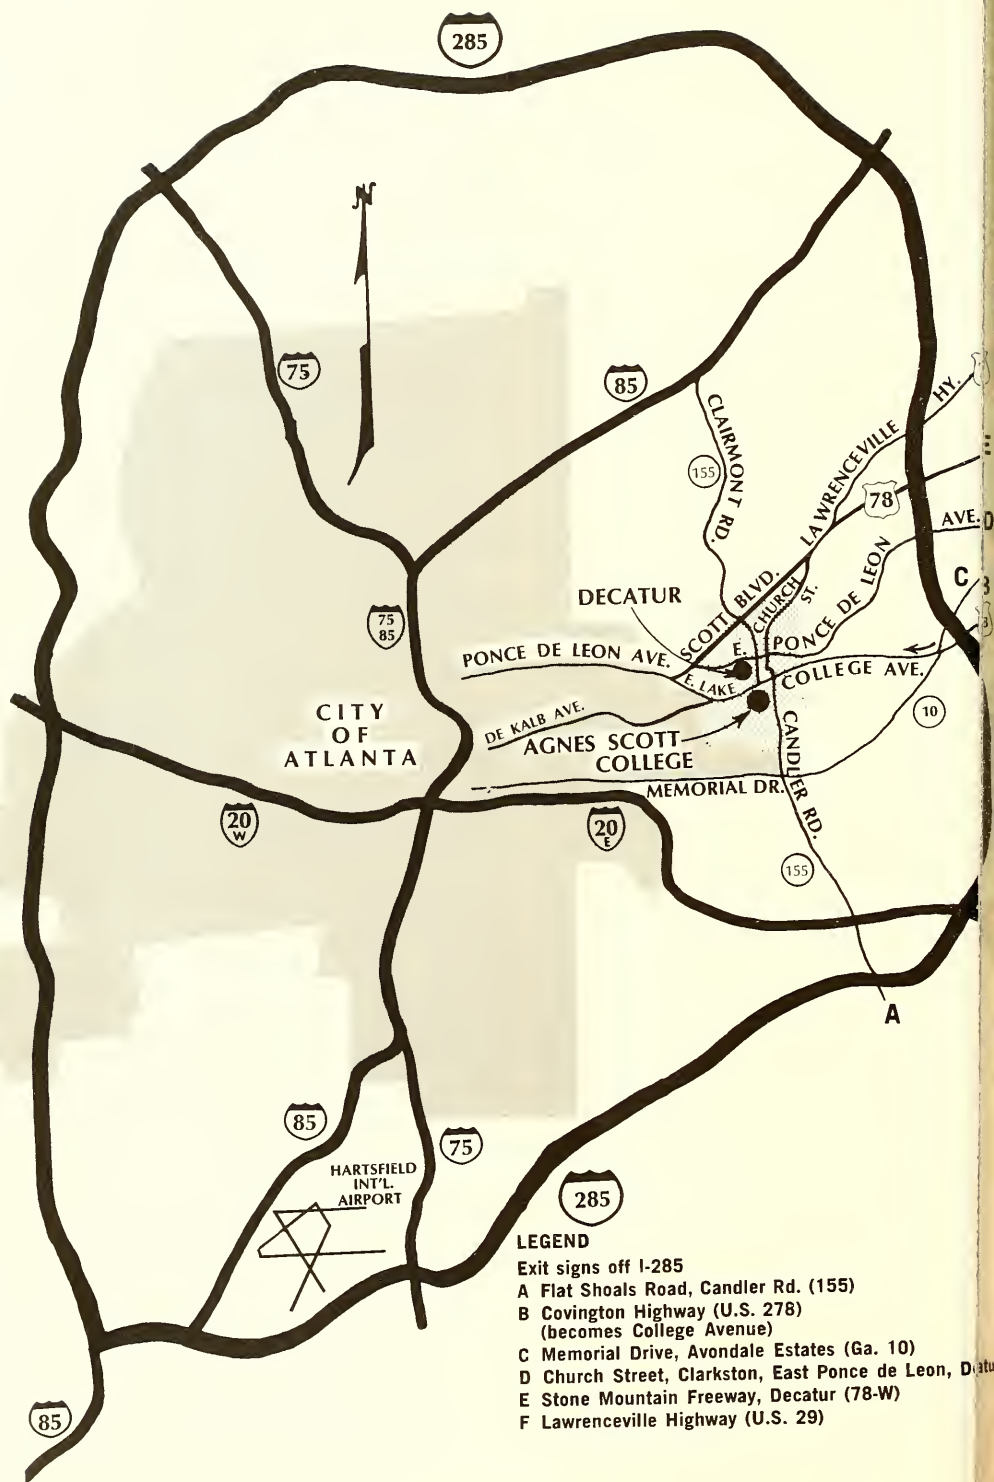 285
N
75
85
CLAIRMONT RD.
155
LAWRENCEVILLE HY.
78
AVE. D
C
75
85
DECATUR
SCOTT BLVD.
CHURCH ST.
E. PONCE DE LEON
PONCE DE LEON AVE.
E. LAKE
COLLEGE AVE.
10
DE KALB AVE.
CITY
OF
ATLANTA
AGNES SCOTT
COLLEGE
MEMORIAL DR.
CANDLER RD.
20
W
20
E
155
A
85
75
HARTSFIELD
INT'L.
AIRPORT
285
LEGEND
Exit signs off I-285
A Flat Shoals Road, Candler Rd. (155)
B Covington Highway (U.S. 278)
(becomes College Avenue)
C Memorial Drive, Avondale Estates (Ga. 10)
D Church Street, Clarkston, East Ponce de Leon,
E Stone Mountain Freeway, Decatur (78-W)
F Lawrenceville Highway (U.S. 29)
85